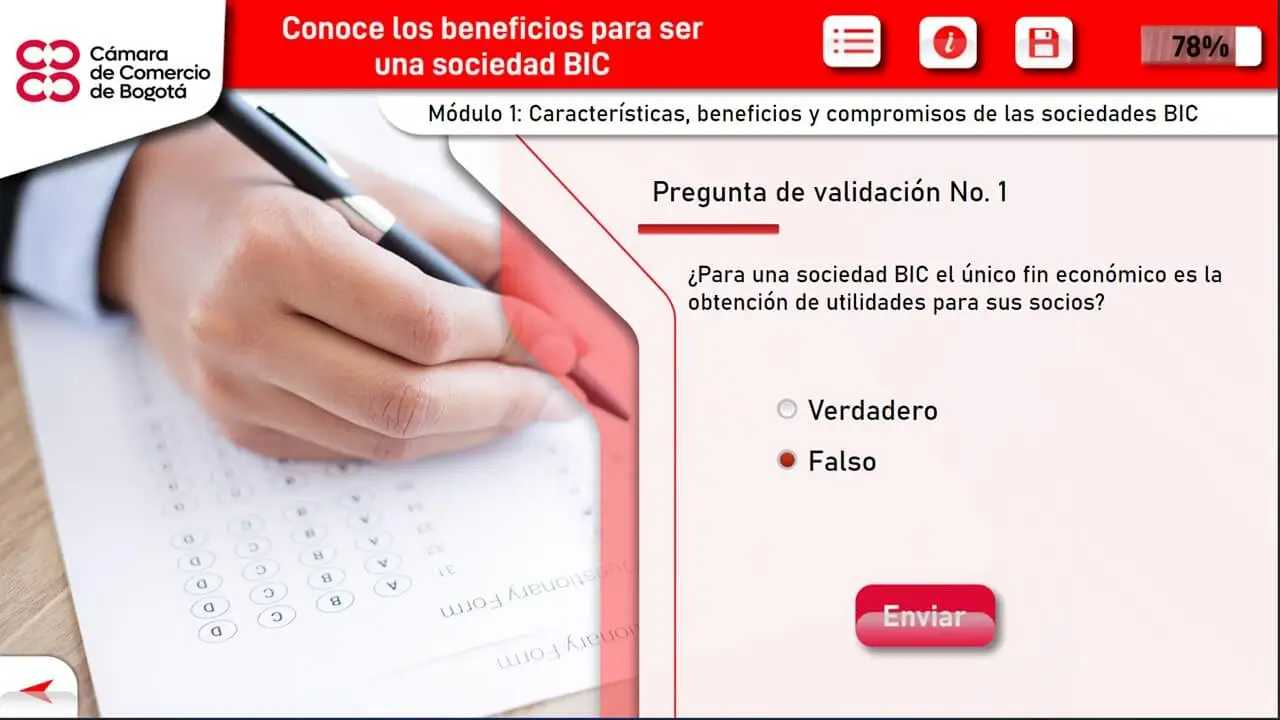 Cámara
de Comercio
de Bogotá
Conoce los beneficios para ser
una sociedad BIC
78%
Módulo 1: Características, beneficios y compromisos de las sociedades BIC
Pregunta de validación No. 1
¿Para una sociedad BIC el único fin económico es la
obtención de utilidades para sus socios?
Verdadero
Falso
Enviar
31
A B C D
Questionary Form